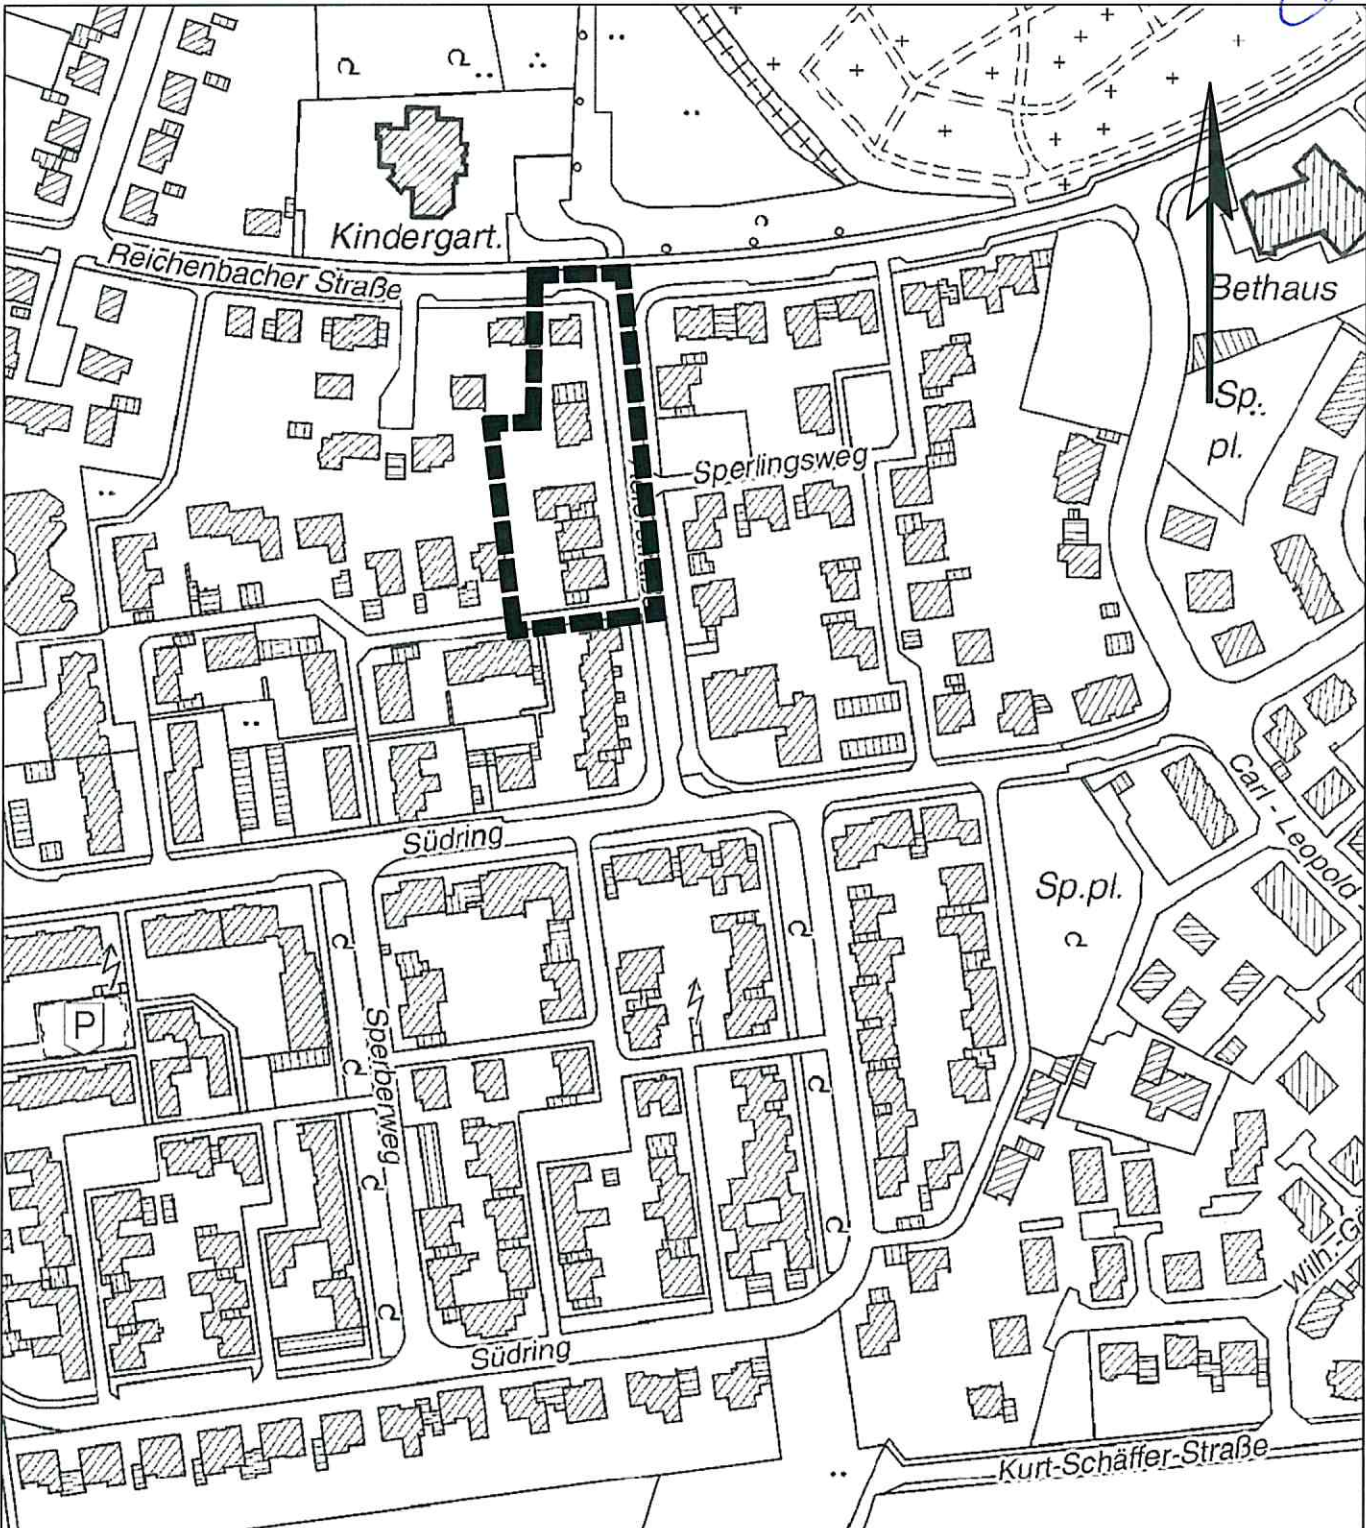 Kindergart.
Reichenbacher Straße
Bethaus
Sp.
pl.
Sperlingsweg
Südring
Carl-Leopold-
Sp.pl.
P
Sperberweg
Wilh.-G
Südring
Kurt-Schäffer-Straße